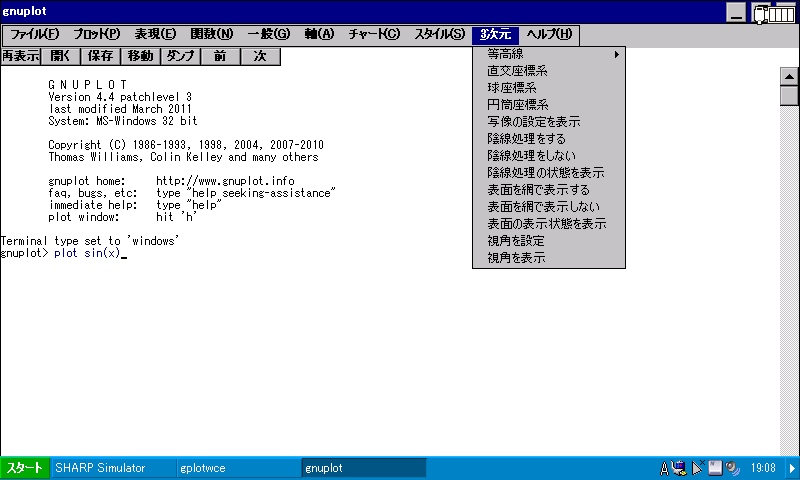 gnuplot
ファイル(F) プロット(P) 表現(E) 関数(N) 一般(G) 軸(A) チャート(C) スタイル(S) 3次元 ヘルプ(H)
再表示 開く 保存 移動 ダンプ 前 次
等高線
直交座標系
球座標系
円筒座標系
写像の設定を表示
陰線処理をする
陰線処理をしない
陰線処理の状態を表示
表面を網で表示する
表面を網で表示しない
表面の表示状態を表示
視角を設定
視角を表示
G N U P L O T
Version 4.4 patchlevel 3
last modified March 2011
System: MS-Windows 32 bit
Copyright (C) 1986-1993, 1998, 2004, 2007-2010
Thomas Williams, Colin Kelley and many others
gnuplot home: http://www.gnuplot.info
faq, bugs, etc: type "help seeking-assistance"
immediate help: type "help"
plot window: hit 'h'
Terminal type set to 'windows'
gnuplot> plot sin(x)_
スタート SHARP Simulator gplotwce gnuplot A 19:08